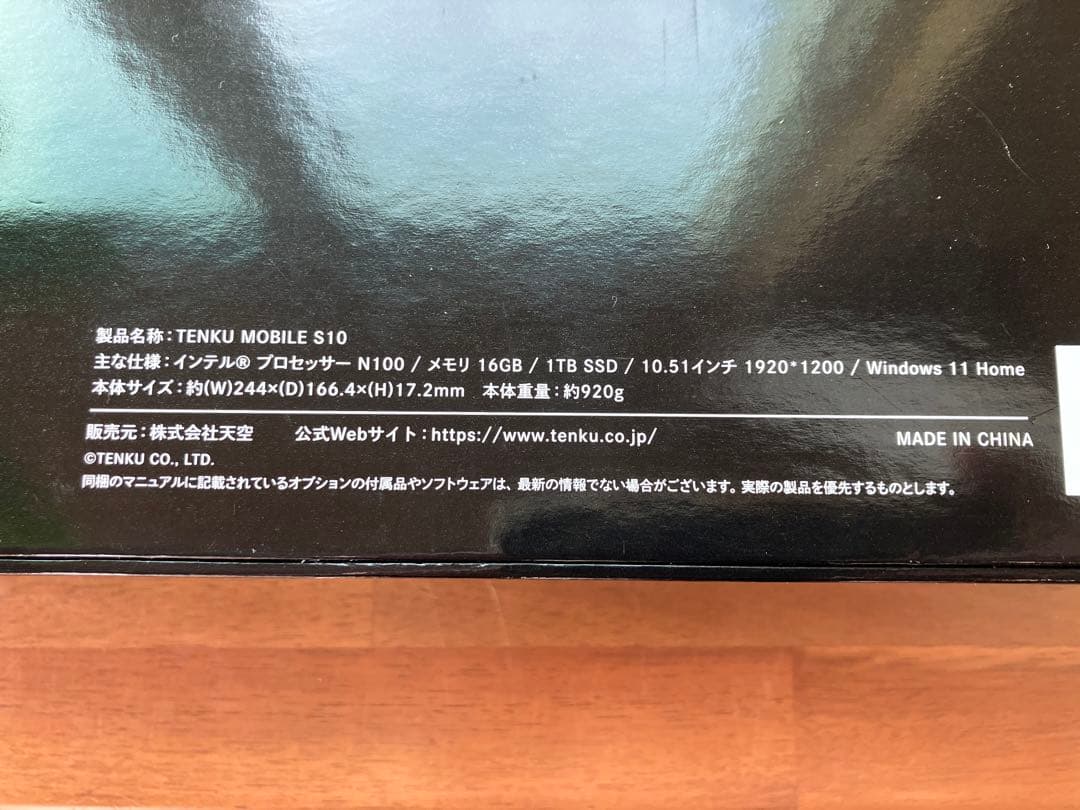 製品名称：TENKU MOBILE S10
主な仕様：インテル® プロセッサー N100 / メモリ 16GB / 1TB SSD / 10.51インチ 1920*1200 / Windows 11 Home
本体サイズ：約(W)244×(D)166.4×(H)17.2mm 本体重量：約920g
販売元：株式会社天空 公式Webサイト：https://www.tenku.co.jp/ MADE IN CHINA
©TENKU CO., LTD.
同梱のマニュアルに記載されているオプションの付属品やソフトウェアは、最新の情報でない場合がございます。実際の製品を優先するものとします。